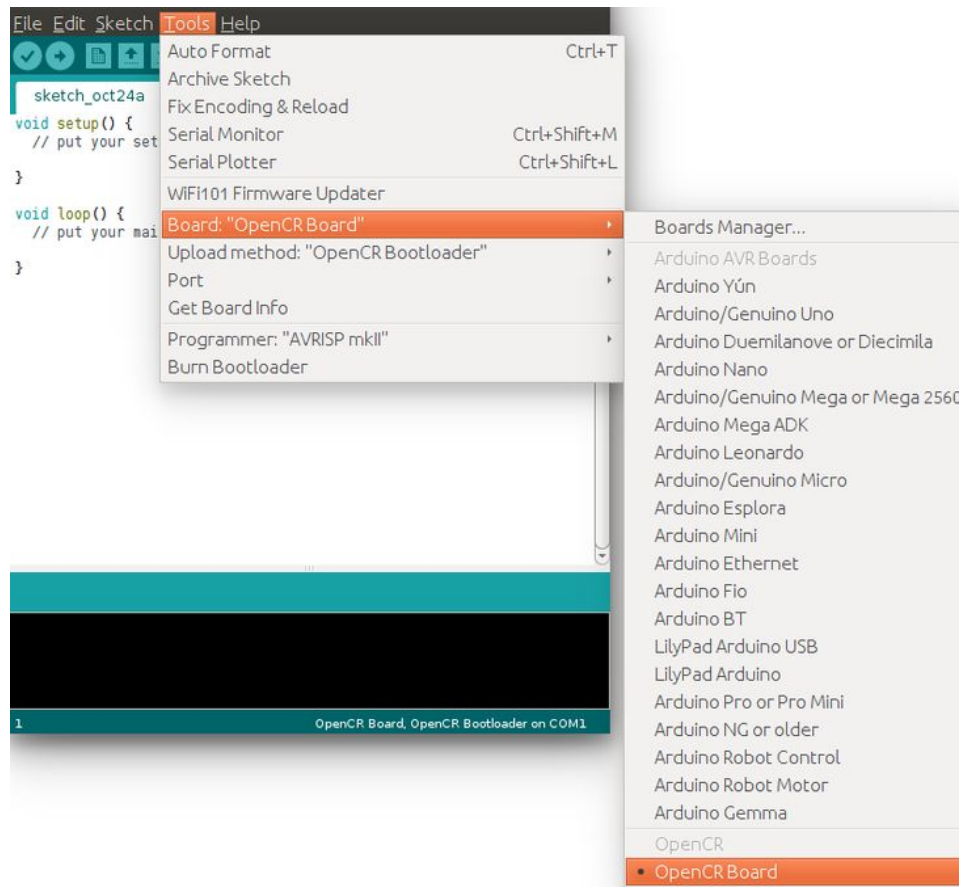 File Edit Sketch Tools Help
Auto Format Ctrl+T
Archive Sketch
sketch_oct24a
Fix Encoding & Reload
void setup() {
Serial Monitor Ctrl+Shift+M
// put your set
Serial Plotter Ctrl+Shift+L
}
WiFi101 Firmware Updater
void loop() {
Board: "OpenCR Board"
// put your mai
Upload method: "OpenCR Bootloader"
}
Port
Get Board Info
Programmer: "AVRISP mkII"
Burn Bootloader
Boards Manager...
Arduino AVR Boards
Arduino Yún
Arduino/Genuino Uno
Arduino Duemilanove or Diecimila
Arduino Nano
Arduino/Genuino Mega or Mega 2560
Arduino Mega ADK
Arduino Leonardo
Arduino/Genuino Micro
Arduino Esplora
Arduino Mini
Arduino Ethernet
Arduino Fio
Arduino BT
LilyPad Arduino USB
LilyPad Arduino
Arduino Pro or Pro Mini
Arduino NG or older
Arduino Robot Control
Arduino Robot Motor
Arduino Gemma
OpenCR
OpenCR Board
1 OpenCR Board, OpenCR Bootloader on COM1